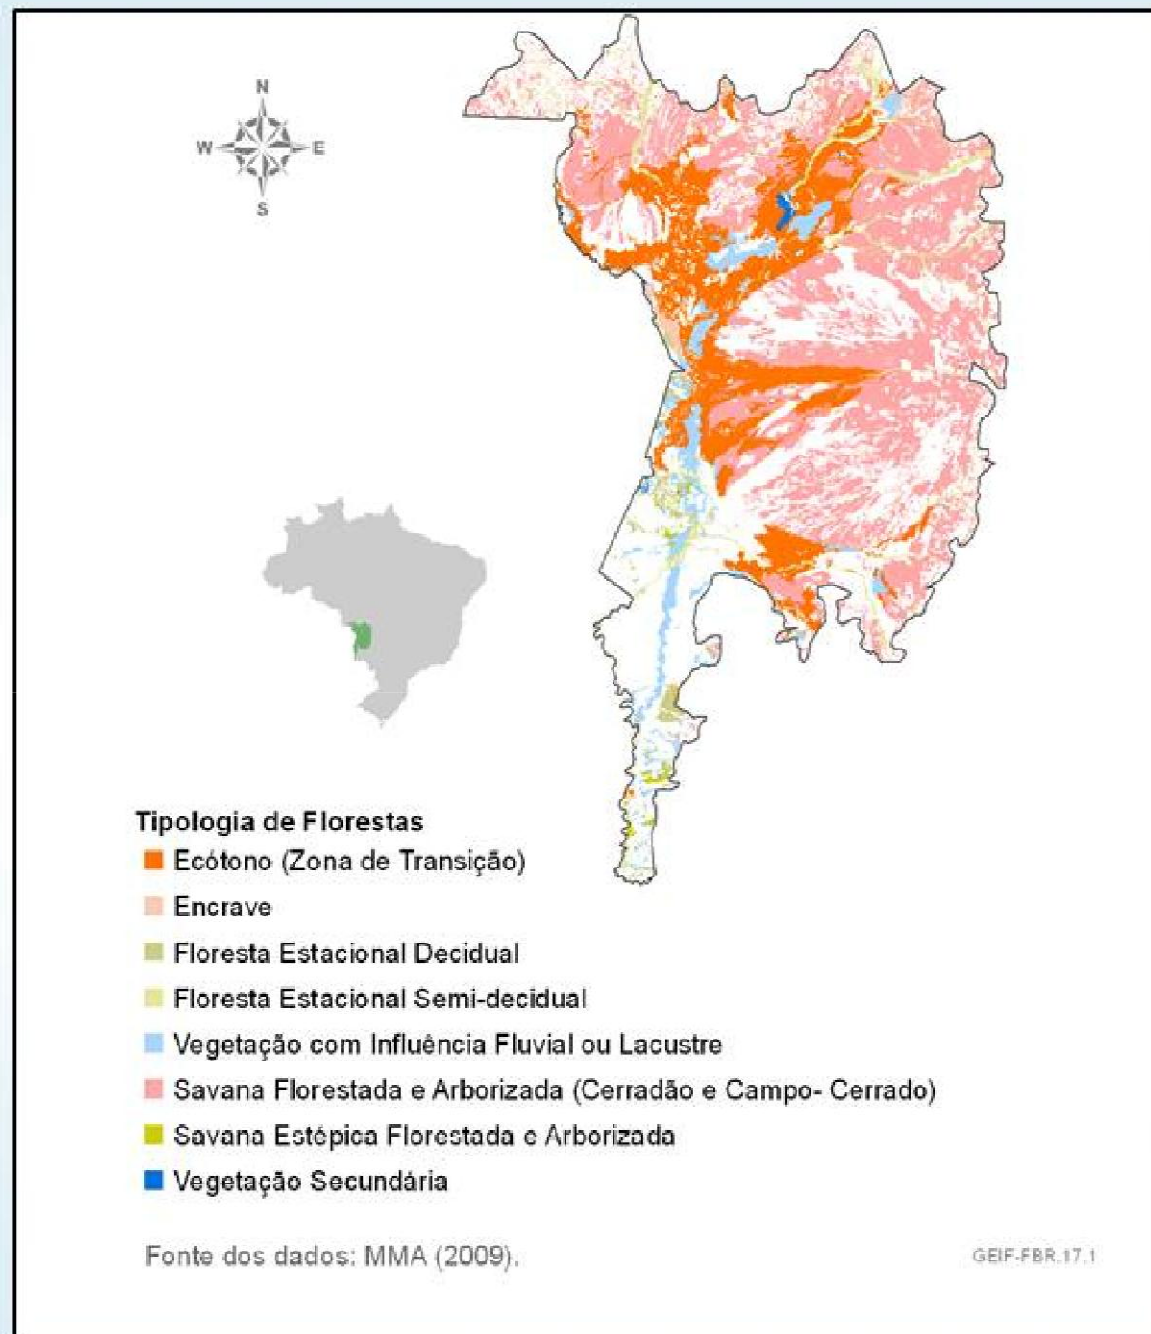 N
W E
S
Tipologia de Florestas
Ecótono (Zona de Transição)
Encrave
Floresta Estacional Decidual
Floresta Estacional Semi-decidual
Vegetação com Influência Fluvial ou Lacustre
Savana Florestada e Arborizada (Cerradão e Campo- Cerrado)
Savana Estépica Florestada e Arborizada
Vegetação Secundária
Fonte dos dados: MMA (2009).
GEIF-FBR.17.1